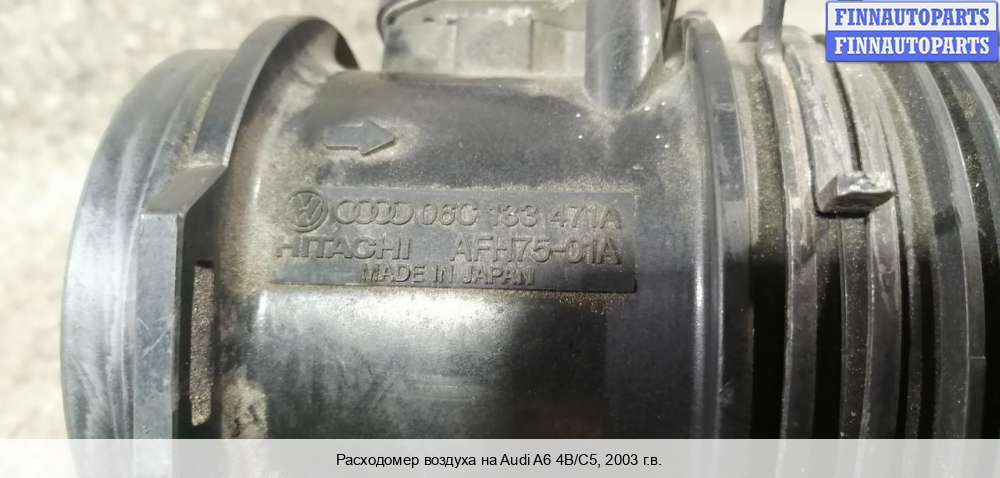 FINNAUTOPARTS
FINNAUTOPARTS
06C 133 471A
HITACHI AFH75-01A
MADE IN JAPAN
Расходомер воздуха на Audi A6 4B/C5, 2003 г.в.